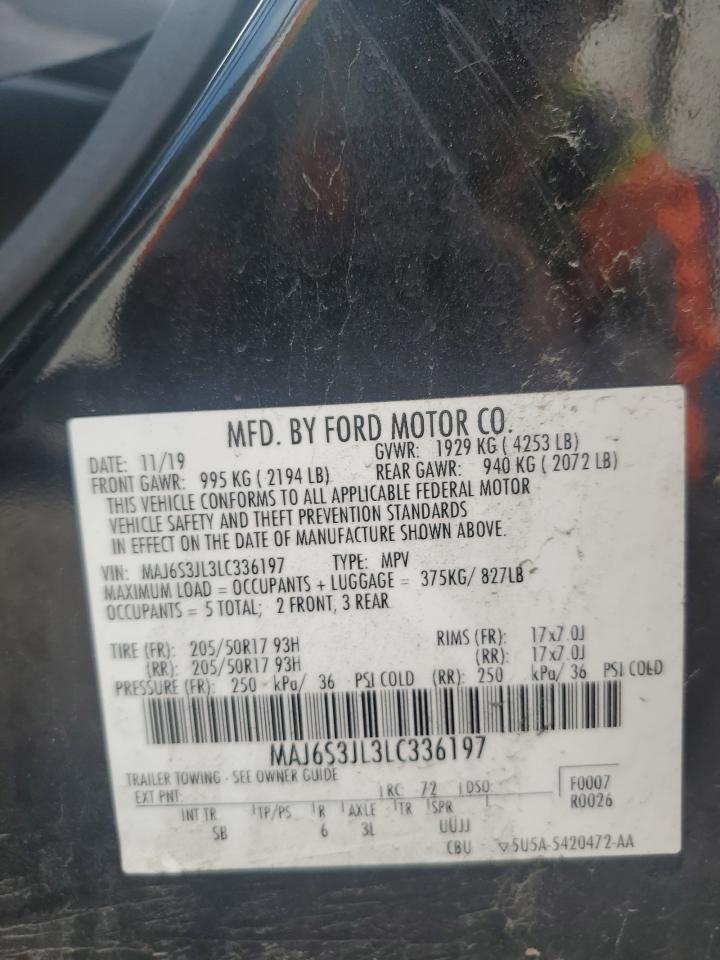 MFD. BY FORD MOTOR CO.
DATE: 11/19 GVWR: 1929 KG ( 4253 LB)
FRONT GAWR: 995 KG ( 2194 LB) REAR GAWR: 940 KG ( 2072 LB)
THIS VEHICLE CONFORMS TO ALL APPLICABLE FEDERAL MOTOR
VEHICLE SAFETY AND THEFT PREVENTION STANDARDS
IN EFFECT ON THE DATE OF MANUFACTURE SHOWN ABOVE.
VIN: MAJ6S3JL3LC336197 TYPE: MPV
MAXIMUM LOAD = OCCUPANTS + LUGGAGE = 375KG/ 827LB
OCCUPANTS = 5 TOTAL; 2 FRONT, 3 REAR
TIRE (FR): 205/50R17 93H RIMS (FR): 17x7.0J
(RR): 205/50R17 93H (RR): 17x7.0J
PRESSURE (FR): 250 kPa/ 36 PSI COLD (RR): 250 kPa/ 36 PSI COLD
MAJ6S3JL3LC336197
TRAILER TOWING - SEE OWNER GUIDE
EXT PNT: RC: 72 DSO: F0007
R0026
INT TR TP/PS R AXLE TR SPR
SB 6 3L UUJJ
CBU ▽5U5A-5420472-AA